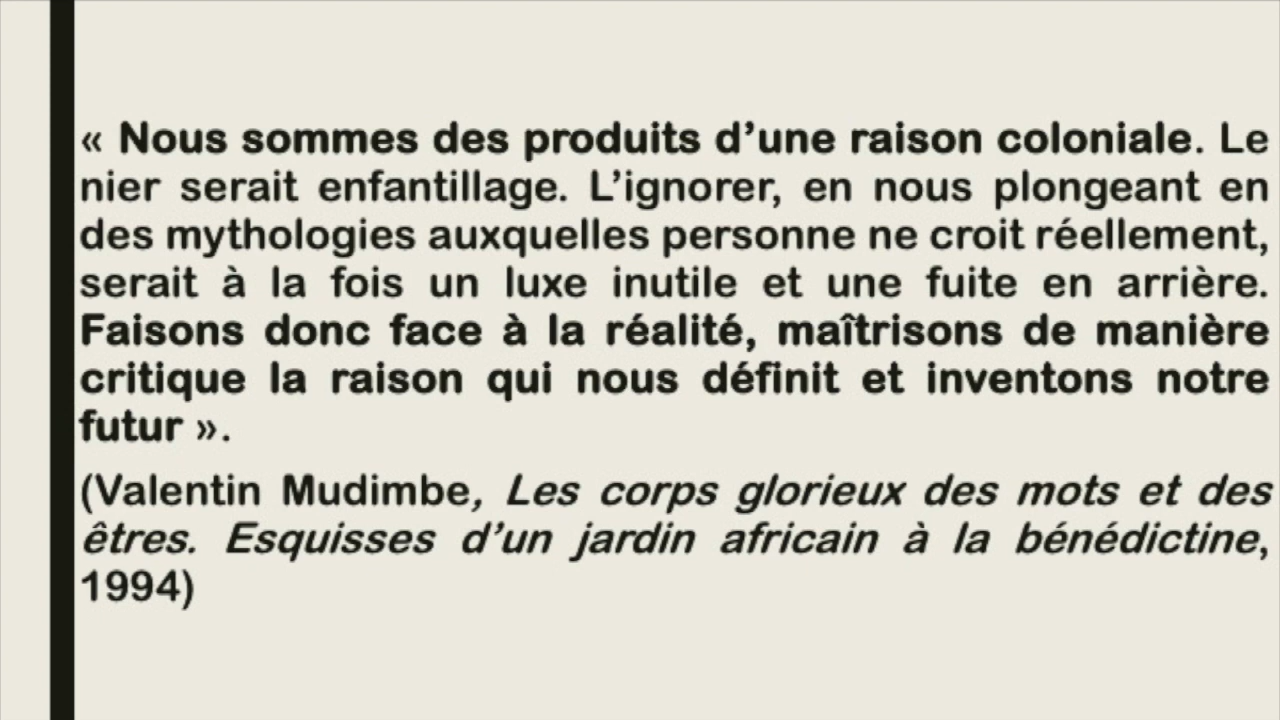 « Nous sommes des produits d’une raison coloniale. Le
nier serait enfantillage. L’ignorer, en nous plongeant en
des mythologies auxquelles personne ne croit réellement,
serait à la fois un luxe inutile et une fuite en arrière.
Faisons donc face à la réalité, maîtrisons de manière
critique la raison qui nous définit et inventons notre
futur ».
(Valentin Mudimbe, Les corps glorieux des mots et des
êtres. Esquisses d’un jardin africain à la bénédictine,
1994)